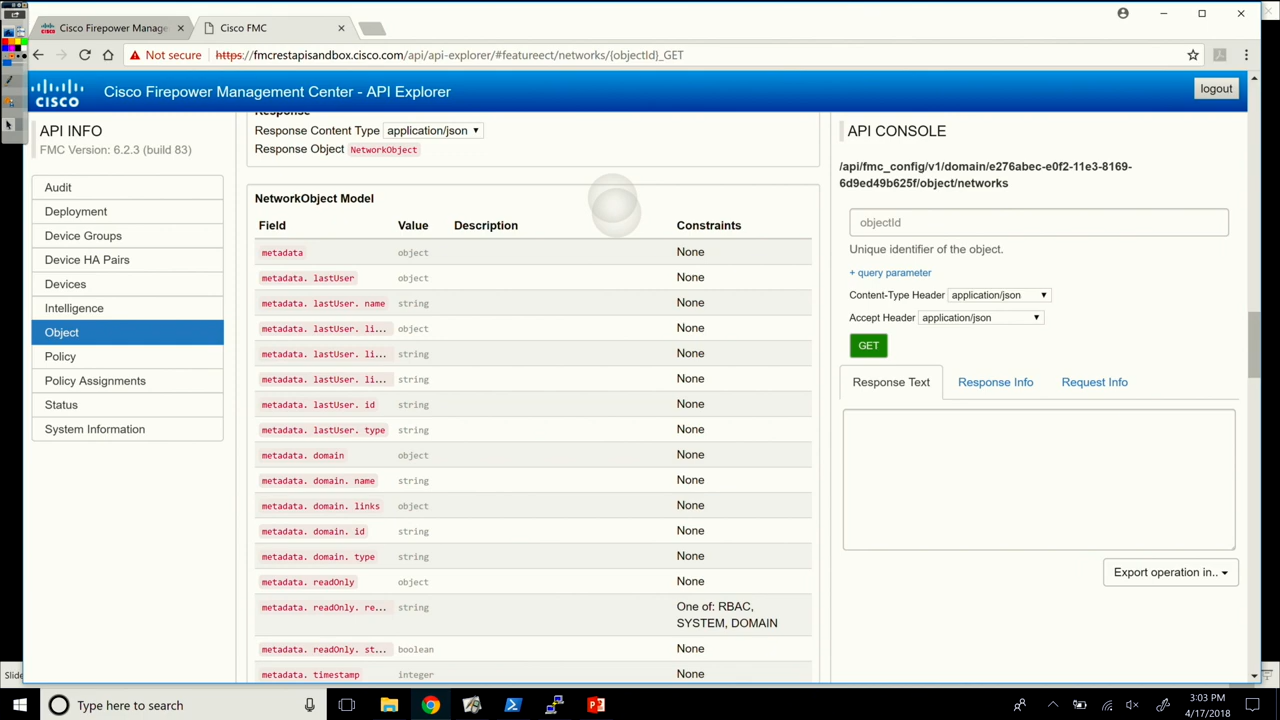 Cisco Firepower Manage
Cisco FMC
Not secure
https://fmcrestapisandbox.cisco.com/api/api-explorer/#featureect/networks/{objectId}_GET
CISCO
Cisco Firepower Management Center - API Explorer
logout
API INFO
FMC Version: 6.2.3 (build 83)
Audit
Deployment
Device Groups
Device HA Pairs
Devices
Intelligence
Object
Policy
Policy Assignments
Status
System Information
Response
Response Content Type application/json
Response Object NetworkObject
NetworkObject Model
Field Value Description Constraints
metadata object None
metadata. lastUser object None
metadata. lastUser. name string None
metadata. lastUser. li... object None
metadata. lastUser. li... string None
metadata. lastUser. li... string None
metadata. lastUser. id string None
metadata. lastUser. type string None
metadata. domain object None
metadata. domain. name string None
metadata. domain. links object None
metadata. domain. id string None
metadata. domain. type string None
metadata. readOnly object None
metadata. readOnly. re... string One of: RBAC,
SYSTEM, DOMAIN
metadata. readOnly. st... boolean None
metadata. timestamp integer None
API CONSOLE
/api/fmc_config/v1/domain/e276abec-e0f2-11e3-8169-
6d9ed49b625f/object/networks
objectId
Unique identifier of the object.
+ query parameter
Content-Type Header application/json
Accept Header application/json
GET
Response Text Response Info Request Info
Export operation in..
Slide
Type here to search
3:03 PM
4/17/2018